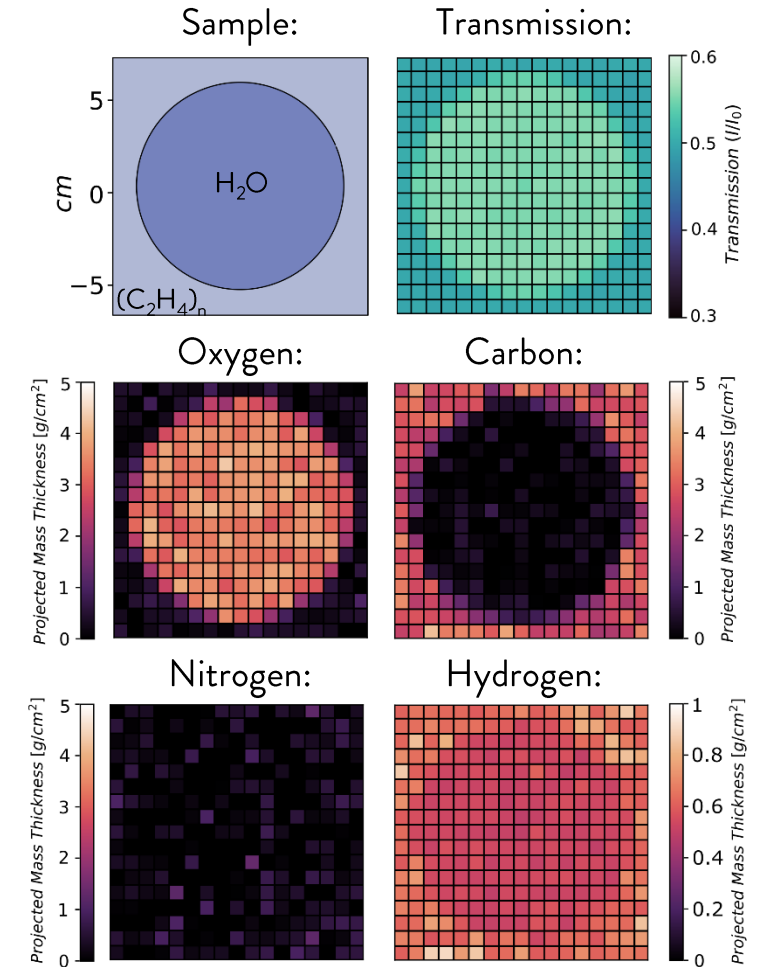 Sample:
Transmission:
5
0
−5
cm
H₂O
(C₂H₄)ₙ
0.6
0.5
0.4
0.3
Transmission (I/I₀)
Oxygen:
Carbon:
5
4
3
2
1
0
Projected Mass Thickness [g/cm²]
5
4
3
2
1
0
Projected Mass Thickness [g/cm²]
Nitrogen:
Hydrogen:
5
4
3
2
1
0
Projected Mass Thickness [g/cm²]
1
0.8
0.6
0.4
0.2
0
Projected Mass Thickness [g/cm²]